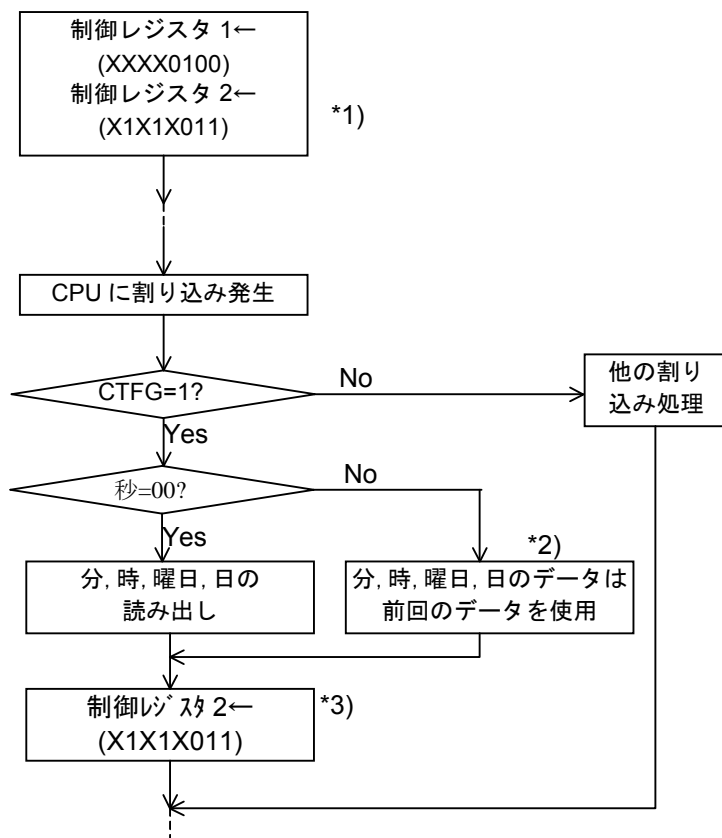 制御レジスタ 1←
(XXXX0100)
制御レジスタ 2←
(X1X1X011)
*1)
CPU に割り込み発生
CTFG=1?
No
他の割り
込み処理
Yes
秒=00?
No
Yes
*2)
分, 時, 曜日, 日の
読み出し
分, 時, 曜日, 日のデータは
前回のデータを使用
制御ﾚｼﾞｽﾀ 2←
(X1X1X011)
*3)